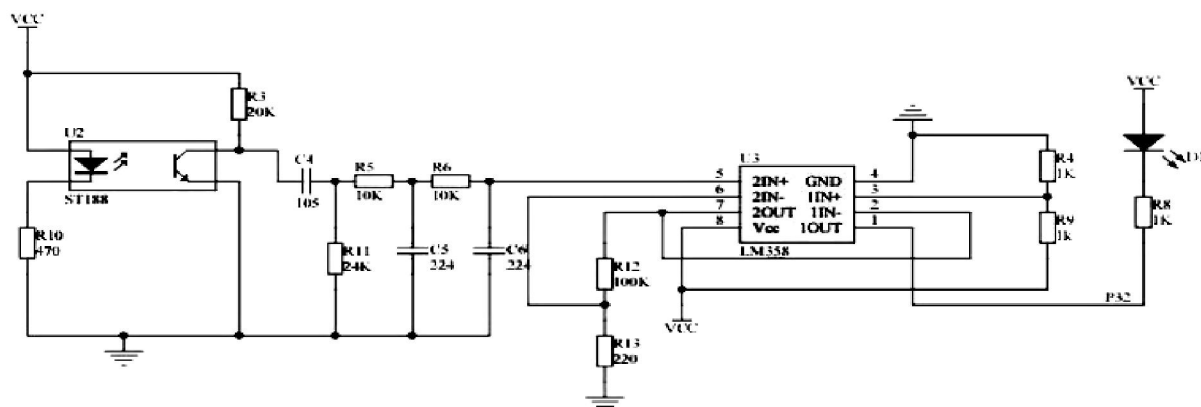 VCC
R3
20K
U2
ST188
R10
470
C4
105
R5
10K
R6
10K
R11
24K
C5
224
C6
224
U3
5 2IN+ GND 4
6 2IN- 1IN+ 3
7 2OUT 1IN- 2
8 Vcc 1OUT 1
LM358
R12
100K
R13
220
VCC
R4
1K
R9
1k
P32
VCC
R8
1K